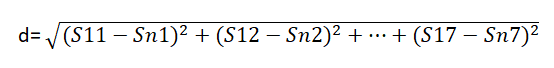 d=√(S11 − Sn1)² + (S12 − Sn2)² + ⋯ + (S17 − Sn7)²